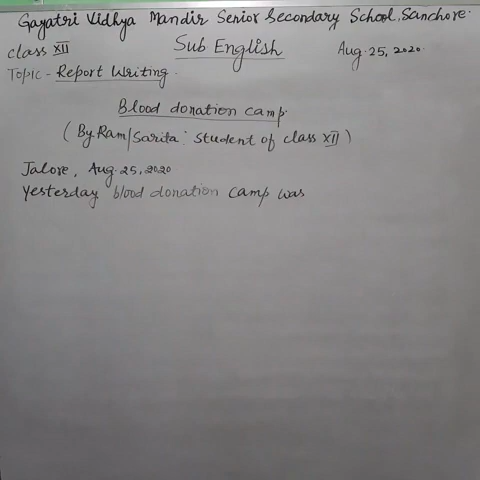 Gayatri Vidhya Mandir Senior Secondary School, Sanchore.
class XII Sub English Aug. 25, 2020.
Topic - Report Writing.
Blood donation camp.
(By Ram/Sarita: Student of class XII)
Jalore, Aug. 25, 2020
Yesterday blood donation camp was